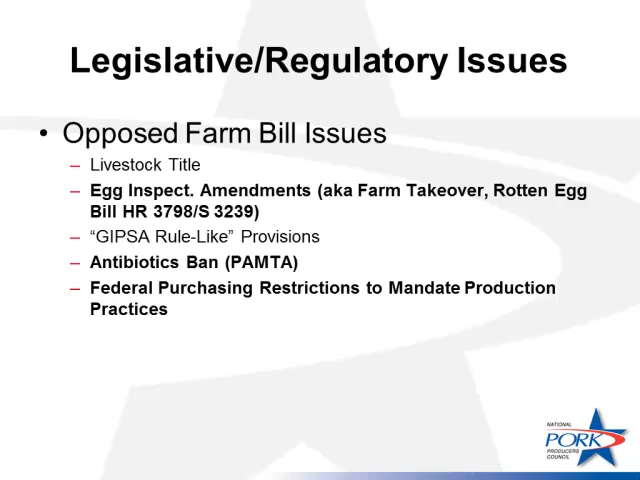 Legislative/Regulatory Issues
• Opposed Farm Bill Issues
– Livestock Title
– Egg Inspect. Amendments (aka Farm Takeover, Rotten Egg
Bill HR 3798/S 3239)
– “GIPSA Rule-Like” Provisions
– Antibiotics Ban (PAMTA)
– Federal Purchasing Restrictions to Mandate Production
Practices
NATIONAL
PORK
PRODUCERS
COUNCIL